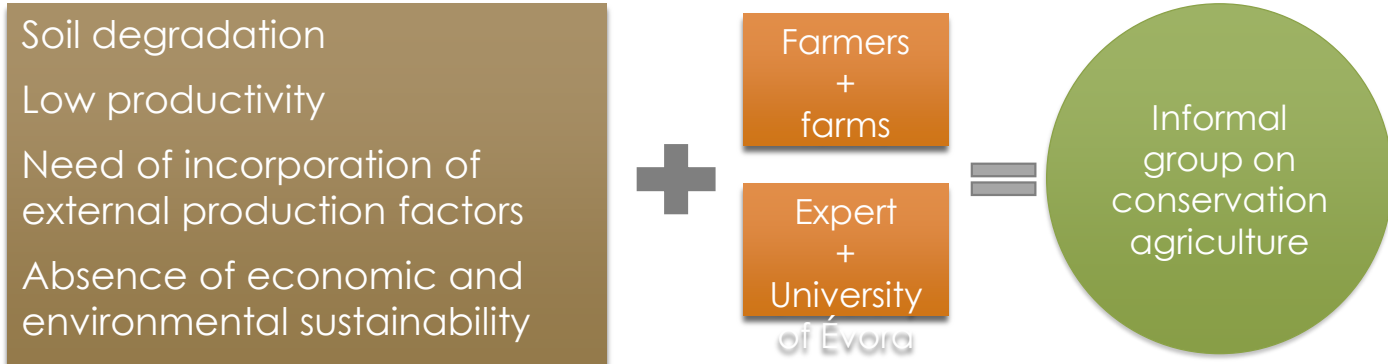 Soil degradation
Low productivity
Need of incorporation of
external production factors
Absence of economic and
environmental sustainability
Farmers
+
farms
Expert
+
University
of Évora
Informal
group on
conservation
agriculture